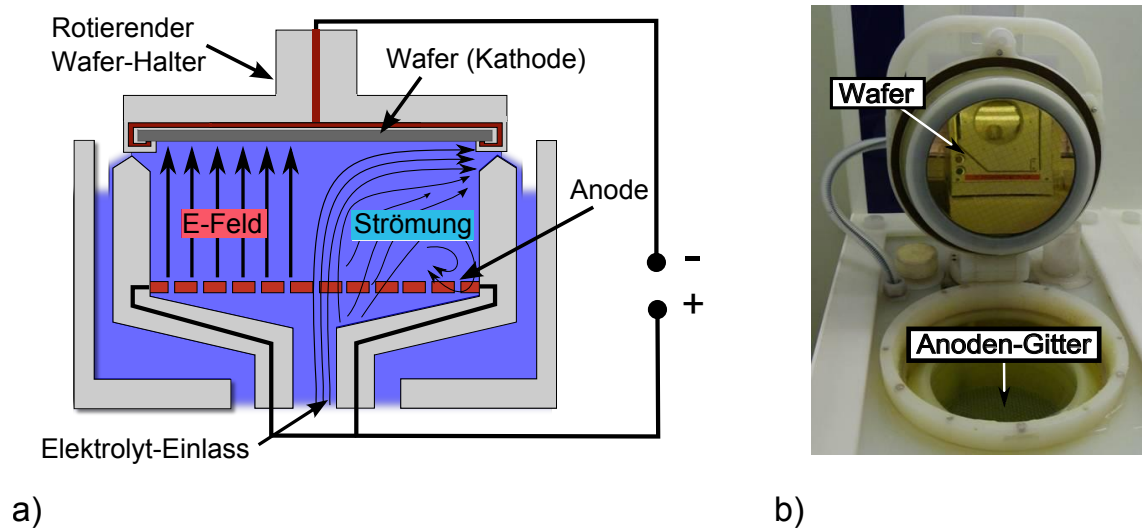 Rotierender
Wafer-Halter
Wafer (Kathode)
E-Feld
Strömung
Anode
-
+
Elektrolyt-Einlass
a)
Wafer
Anoden-Gitter
b)